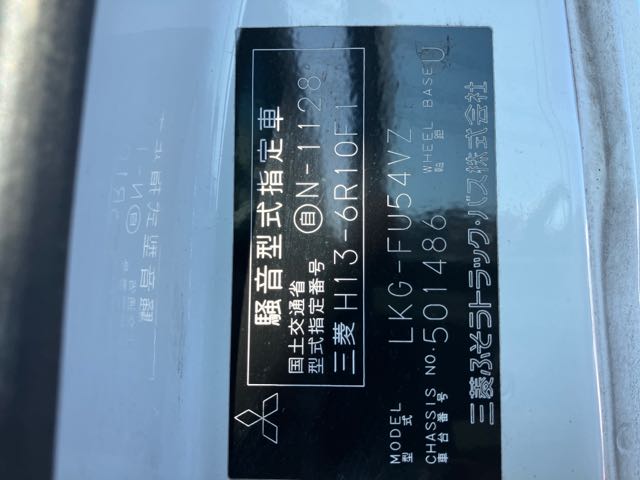 騒音型式指定車
国土交通省
型式指定番号 自N-1128
三菱 H13-6R10F1
MODEL
型式 LKG-FU54VZ
CHASSIS NO. 501486 WHEEL BASE U
車台番号 軸距
三菱ふそうトラック・バス株式会社